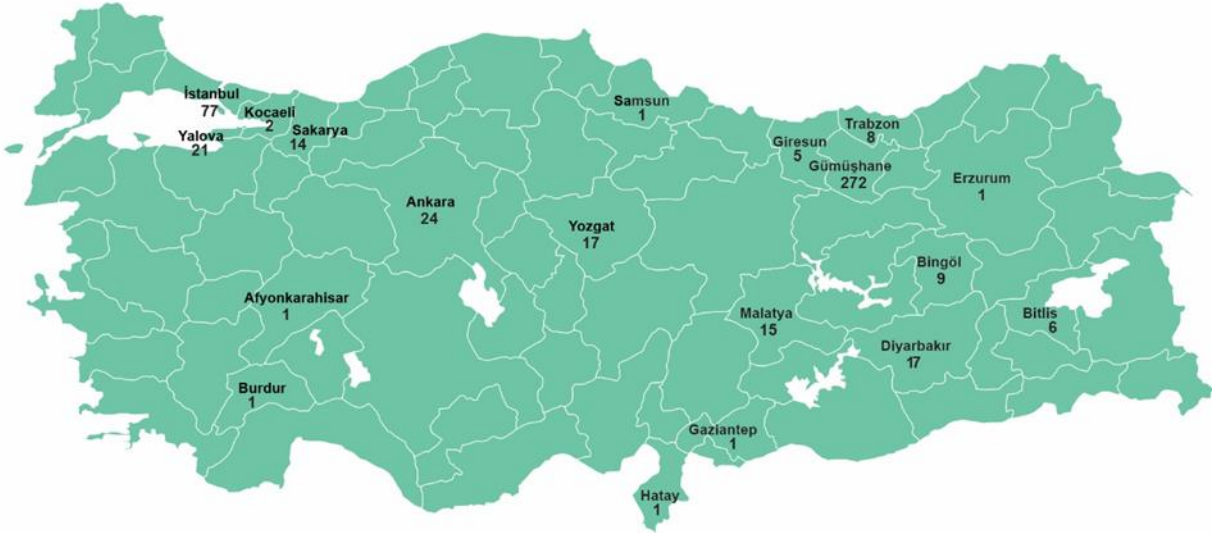 İstanbul
77
Kocaeli
2
Yalova
21
Sakarya
14
Samsun
1
Trabzon
8
Giresun
5
Gümüşhane
272
Erzurum
1
Ankara
24
Yozgat
17
Bingöl
9
Afyonkarahisar
1
Malatya
15
Bitlis
6
Diyarbakır
17
Burdur
1
Gaziantep
1
Hatay
1